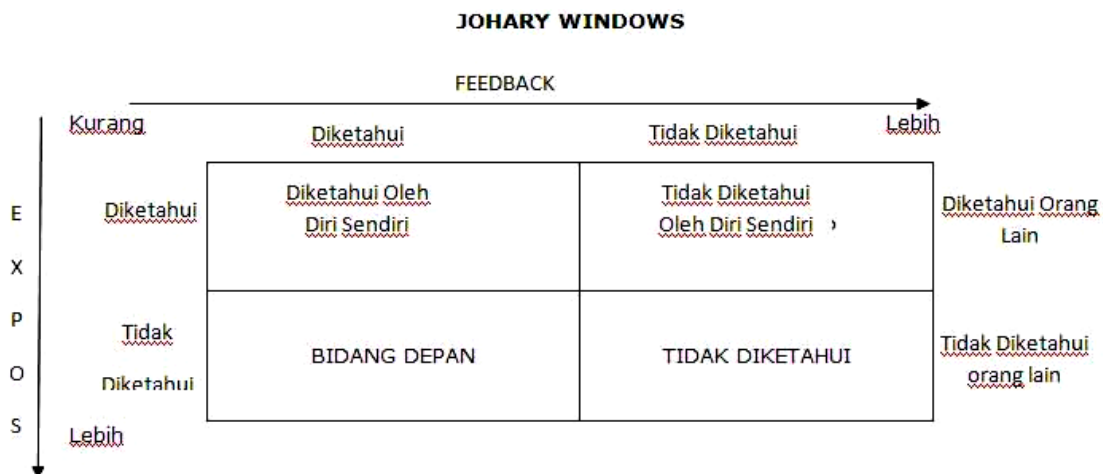 JOHARY WINDOWS
FEEDBACK
Kurang
Lebih
Diketahui
Tidak Diketahui
E
X
P
O
S
Diketahui
Diketahui Oleh
Diri Sendiri
Tidak Diketahui
Oleh Diri Sendiri
Diketahui Orang
Lain
Tidak
Diketahui
BIDANG DEPAN
TIDAK DIKETAHUI
Tidak Diketahui
orang lain
Lebih